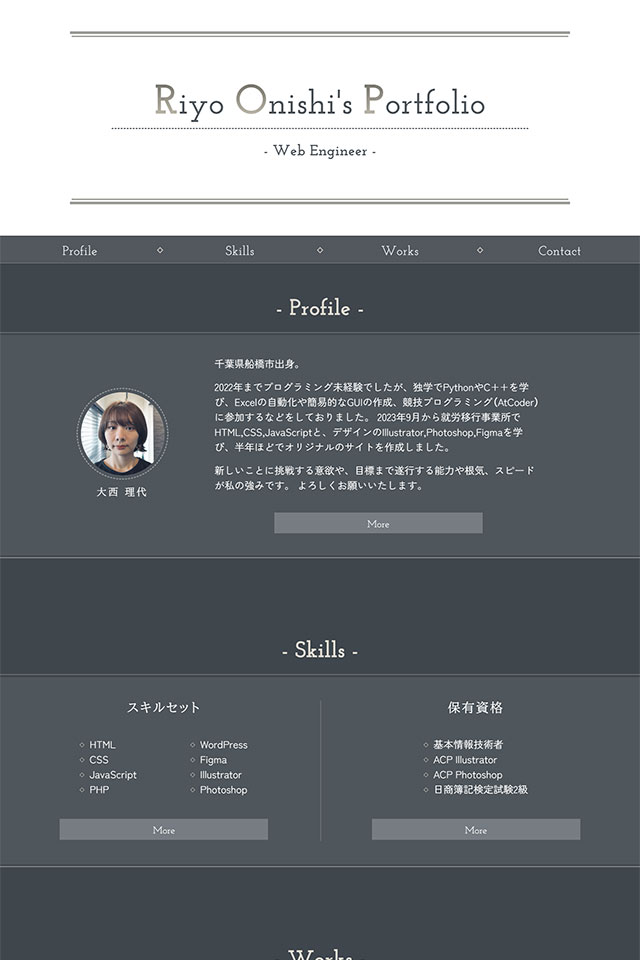 Riyo Onishi's Portfolio
- Web Engineer -
Profile ◇ Skills ◇ Works ◇ Contact
- Profile -
千葉県船橋市出身。
2022年までプログラミング未経験でしたが、独学でPythonやC++を学
び、Excelの自動化や簡易的なGUIの作成、競技プログラミング(AtCoder)
に参加するなどをしておりました。 2023年9月から就労移行事業所で
HTML,CSS,JavaScriptと、デザインのIllustrator,Photoshop,Figmaを学
び、半年ほどでオリジナルのサイトを作成しました。
新しいことに挑戦する意欲や、目標まで遂行する能力や根気、スピード
が私の強みです。 よろしくお願いいたします。
大西 理代
More
- Skills -
スキルセット
◇ HTML
◇ CSS
◇ JavaScript
◇ PHP
◇ WordPress
◇ Figma
◇ Illustrator
◇ Photoshop
More
保有資格
◇ 基本情報技術者
◇ ACP Illustrator
◇ ACP Photoshop
◇ 日商簿記検定試験2級
More
- Works -